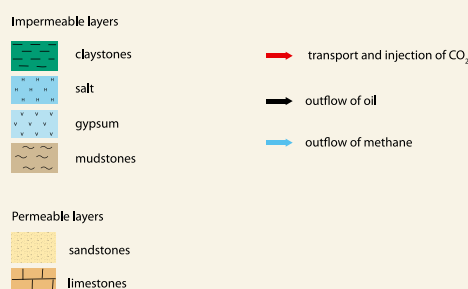 Impermeable layers
claystones
salt
gypsum
mudstones
transport and injection of CO₂
outflow of oil
outflow of methane
Permeable layers
sandstones
limestones